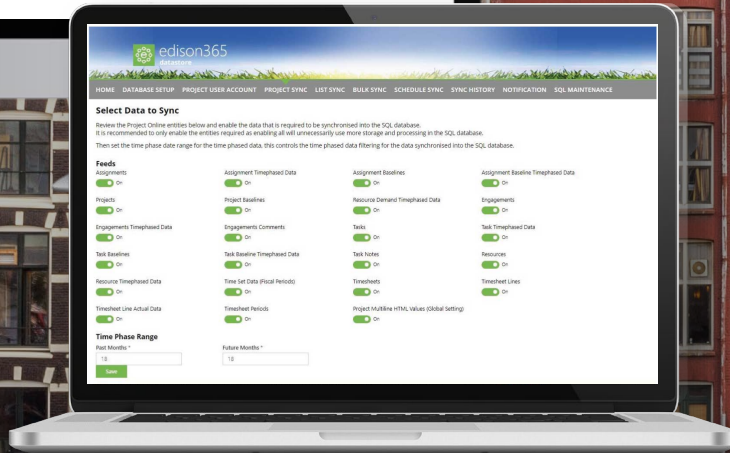 edison365
datastore
HOME DATABASE SETUP PROJECT USER ACCOUNT PROJECT SYNC LIST SYNC BULK SYNC SCHEDULE SYNC SYNC HISTORY NOTIFICATION SQL MAINTENANCE
Select Data to Sync
Review the Project Online entities below and enable the data that is required to be synchronised into the SQL database.
It is recommended to only enable the entities required as enabling all will unnecessarily use more storage and processing in the SQL database.
Then set the time phase date range for the time phased data, this controls the time phased data filtering for the data synchronised into the SQL database.
Feeds
Assignments Assignment Timephased Data Assignment Baselines Assignment Baseline Timephased Data
On On On On
Projects Project Baselines Resource Demand Timephased Data Engagements
On On On On
Engagements Timephased Data Engagements Comments Tasks Task Timephased Data
On On On On
Task Baselines Task Baseline Timephased Data Task Notes Resources
On On On On
Resource Timephased Data Time Set Data (Fiscal Periods) Timesheets Timesheet Lines
On On On On
Timesheet Line Actual Data Timesheet Periods Project Multiline HTML Values (Global Setting)
On On On
Time Phase Range
Past Months * Future Months *
18 18
Save